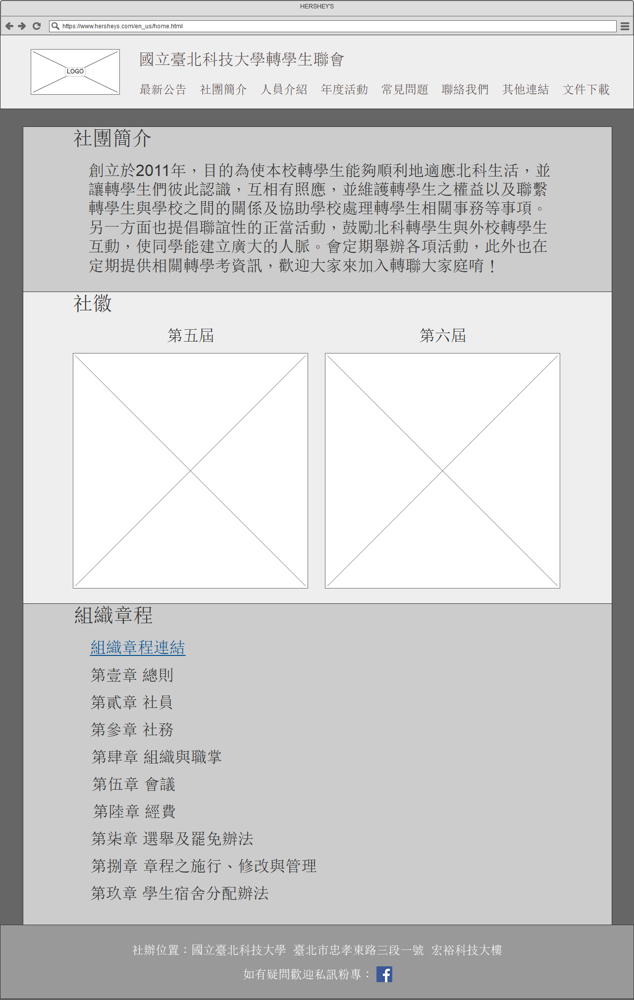 HERSHEY'S
https://www.hersheys.com/en_us/home.html
LOGO
國立臺北科技大學轉學生聯會
最新公告 社團簡介 人員介紹 年度活動 常見問題 聯絡我們 其他連結 文件下載
社團簡介
創立於2011年，目的為使本校轉學生能夠順利地適應北科生活，並
讓轉學生們彼此認識，互相有照應，並維護轉學生之權益以及聯繫
轉學生與學校之間的關係及協助學校處理轉學生相關事務等事項。
另一方面也提倡聯誼性的正當活動，鼓勵北科轉學生與外校轉學生
互動，使同學能建立廣大的人脈。會定期舉辦各項活動，此外也在
定期提供相關轉學考資訊，歡迎大家來加入轉聯大家庭唷！
社徽
第五屆 第六屆
組織章程
組織章程連結
第壹章 總則
第貳章 社員
第參章 社務
第肆章 組織與職掌
第伍章 會議
第陸章 經費
第柒章 選舉及罷免辦法
第捌章 章程之施行、修改與管理
第玖章 學生宿舍分配辦法
社辦位置：國立臺北科技大學 臺北市忠孝東路三段一號 宏裕科技大樓
如有疑問歡迎私訊粉專：